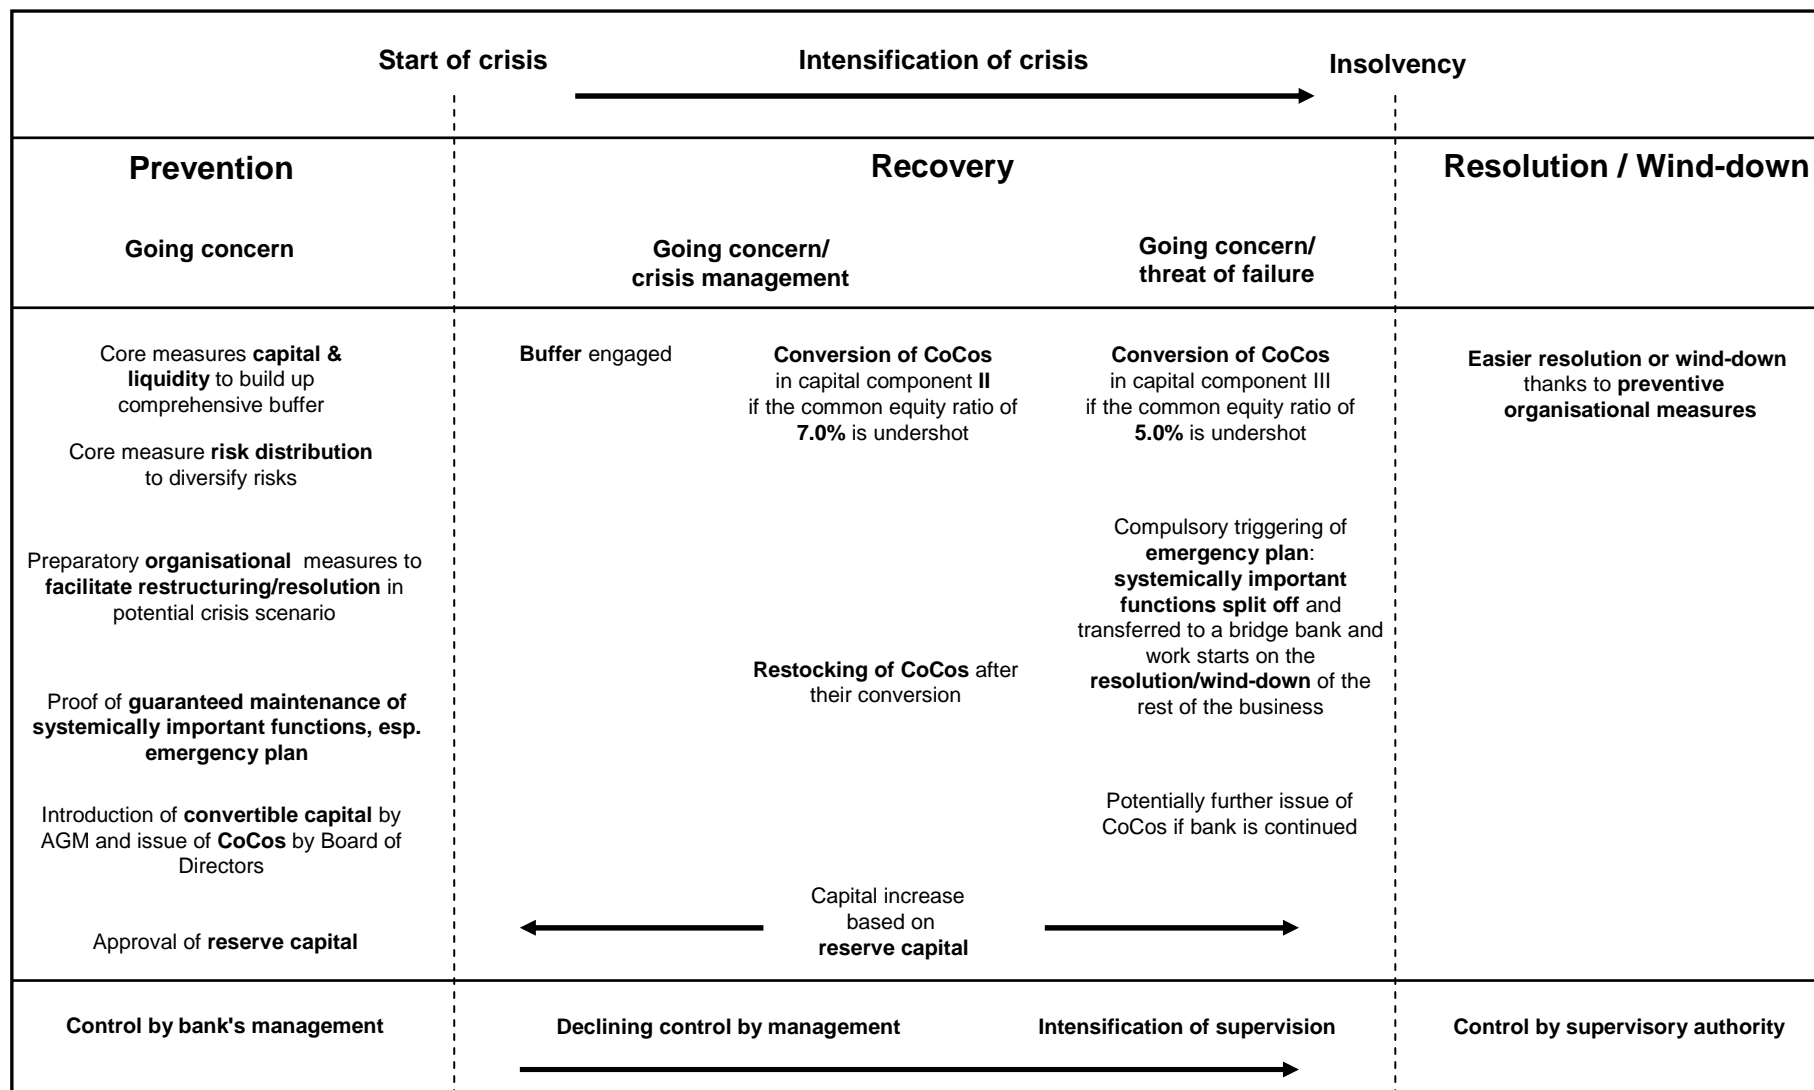 Start of crisis
Intensification of crisis
Insolvency
Prevention
Recovery
Resolution / Wind-down
Going concern
Going concern/
crisis management
Going concern/
threat of failure
Core measures capital &
liquidity to build up
comprehensive buffer
Core measure risk distribution
to diversify risks
Preparatory organisational measures to
facilitate restructuring/resolution in
potential crisis scenario
Proof of guaranteed maintenance of
systemically important functions, esp.
emergency plan
Introduction of convertible capital by
AGM and issue of CoCos by Board of
Directors
Approval of reserve capital
Buffer engaged
Conversion of CoCos
in capital component II
if the common equity ratio of
7.0% is undershot
Restocking of CoCos after
their conversion
Capital increase
based on
reserve capital
Conversion of CoCos
in capital component III
if the common equity ratio of
5.0% is undershot
Compulsory triggering of
emergency plan:
systemically important
functions split off and
transferred to a bridge bank and
work starts on the
resolution/wind-down of the
rest of the business
Potentially further issue of
CoCos if bank is continued
Easier resolution or wind-down
thanks to preventive
organisational measures
Control by bank's management
Declining control by management
Intensification of supervision
Control by supervisory authority